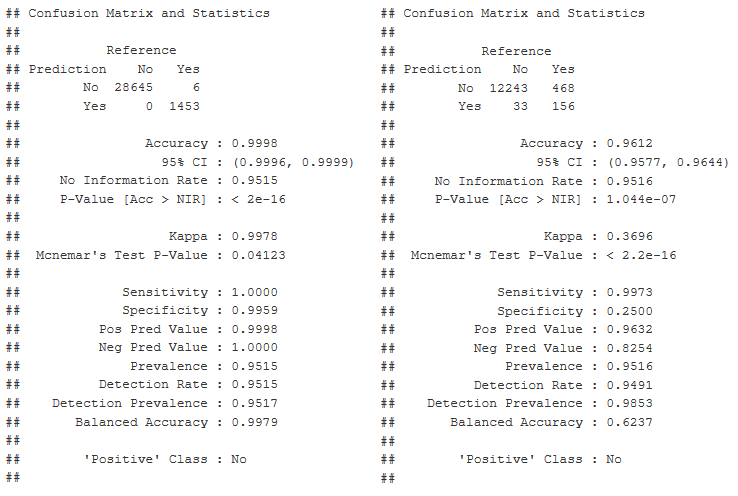 ## Confusion Matrix and Statistics
##
##           Reference
## Prediction    No   Yes
##        No  28645     6
##        Yes     0  1453
##
##                Accuracy : 0.9998
##                  95% CI : (0.9996, 0.9999)
##     No Information Rate : 0.9515
##     P-Value [Acc > NIR] : < 2e-16
##
##                   Kappa : 0.9978
##  Mcnemar's Test P-Value : 0.04123
##
##             Sensitivity : 1.0000
##             Specificity : 0.9959
##          Pos Pred Value : 0.9998
##          Neg Pred Value : 1.0000
##              Prevalence : 0.9515
##          Detection Rate : 0.9515
##    Detection Prevalence : 0.9517
##       Balanced Accuracy : 0.9979
##
##        'Positive' Class : No
##
## Confusion Matrix and Statistics
##
##           Reference
## Prediction    No   Yes
##        No  12243   468
##        Yes    33   156
##
##                Accuracy : 0.9612
##                  95% CI : (0.9577, 0.9644)
##     No Information Rate : 0.9516
##     P-Value [Acc > NIR] : 1.044e-07
##
##                   Kappa : 0.3696
##  Mcnemar's Test P-Value : < 2.2e-16
##
##             Sensitivity : 0.9973
##             Specificity : 0.2500
##          Pos Pred Value : 0.9632
##          Neg Pred Value : 0.8254
##              Prevalence : 0.9516
##          Detection Rate : 0.9491
##    Detection Prevalence : 0.9853
##       Balanced Accuracy : 0.6237
##
##        'Positive' Class : No
##